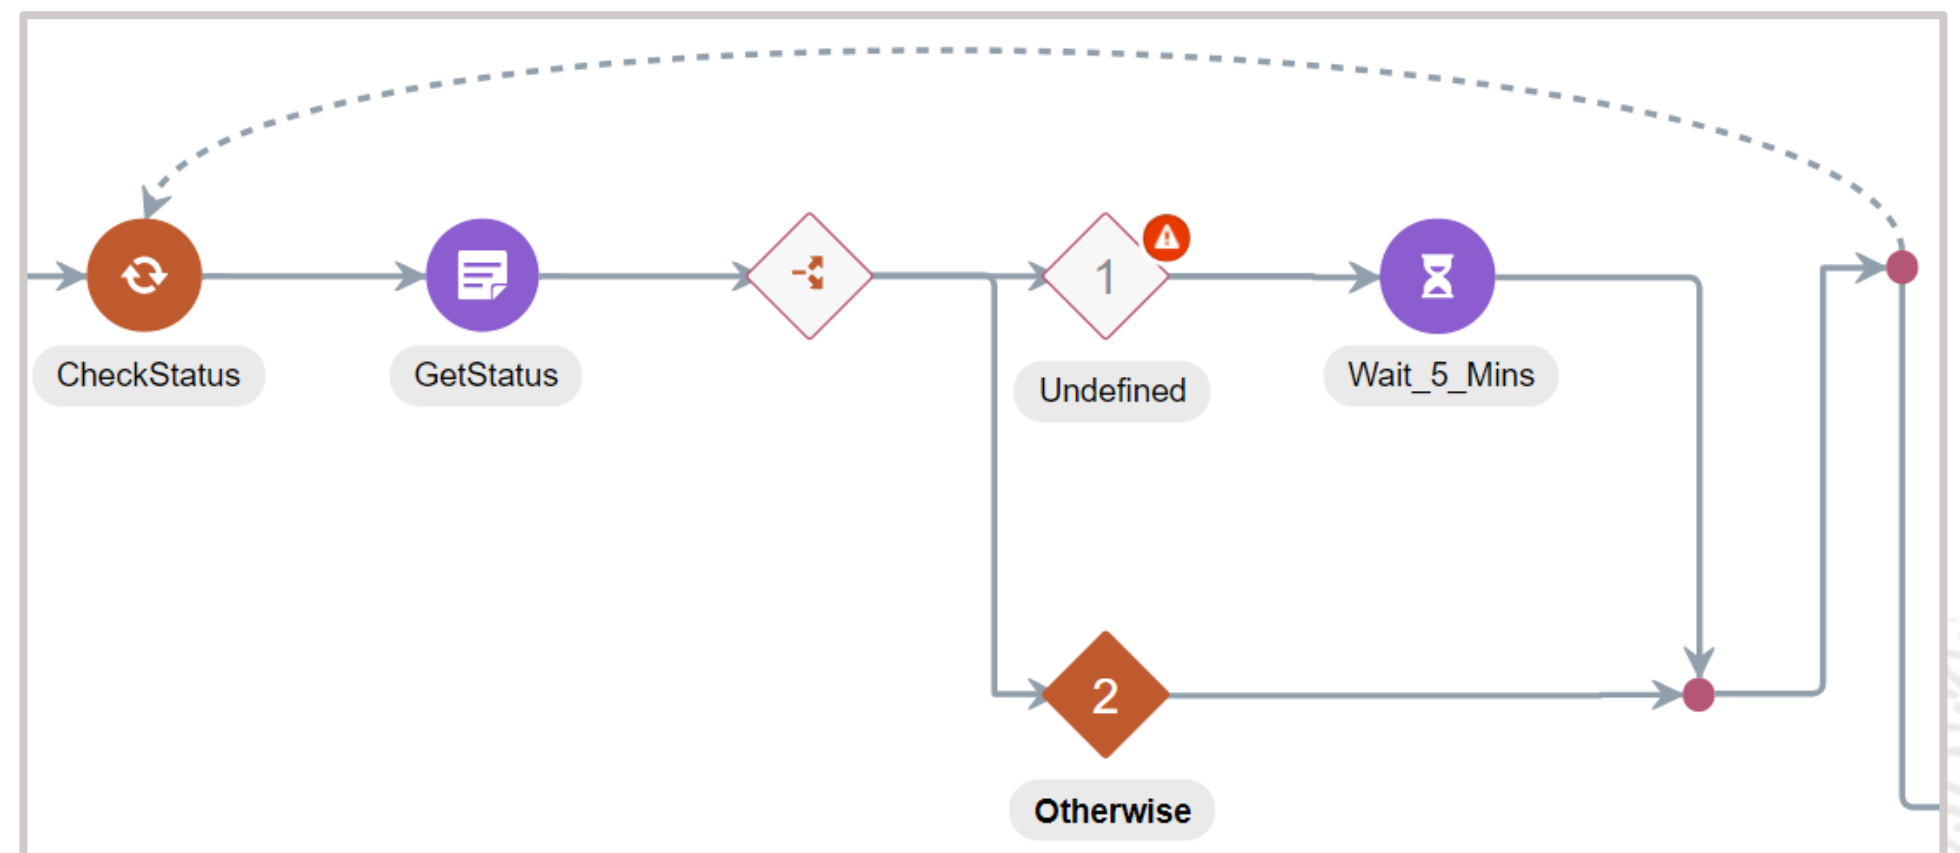 1
CheckStatus
GetStatus
Undefined
Wait_5_Mins
2
Otherwise